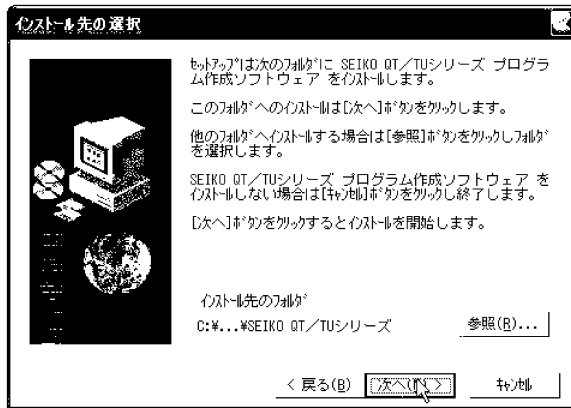 インストール先の選択
セットアップは次のフォルダに SEIKO QT/TUシリーズ プログラ
ム作成ソフトウェア をインストールします。
このフォルダへのインストールは[次へ]ボタンをクリックします。
他のフォルダへインストールする場合は[参照]ボタンをクリックしフォルダ
を選択します。
SEIKO QT/TUシリーズ プログラム作成ソフトウェア を
インストールしない場合は[キャンセル]ボタンをクリックし終了します。
[次へ]ボタンをクリックするとインストールを開始します。
インストール先のフォルダ
C:¥...¥SEIKO QT/TUシリーズ
参照(R)...
< 戻る(B)
次へ(N) >
キャンセル